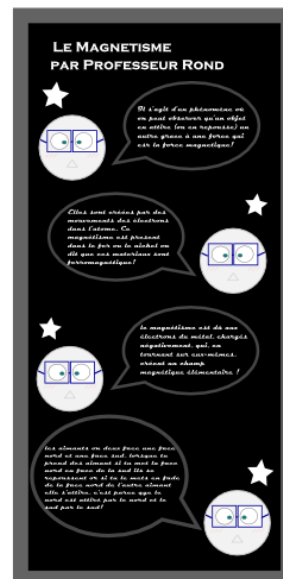 Le Magnetisme
par Professeur Rond
Il s'agit d'un phénomène où
on peut observer qu'un objet
en attire (ou en repousse) un
autre grace à une force qui
est la force magnetique!
Elles sont créées par des
mouvements des électrons
dans l'atome. Ce
magnétisme est présent
dans le fer ou le nickel on
dit que ces materiaux sont
ferromagnétique!
le magnétisme est dû aux
électrons du métal, chargés
négativement, qui, en
tournant sur eux-mêmes,
créent un champ
magnétique élémentaire !
les aimants on deux face une face
nord et une face sud, lorsque tu
prend des aimant si tu met la face
nord en face de la sud ils se
repoussent or si tu le mets en face
de la face nord de l'autre aimant
elle s'attire, c'est parce que le
nord est attiré par le nord et le
sud par le sud!